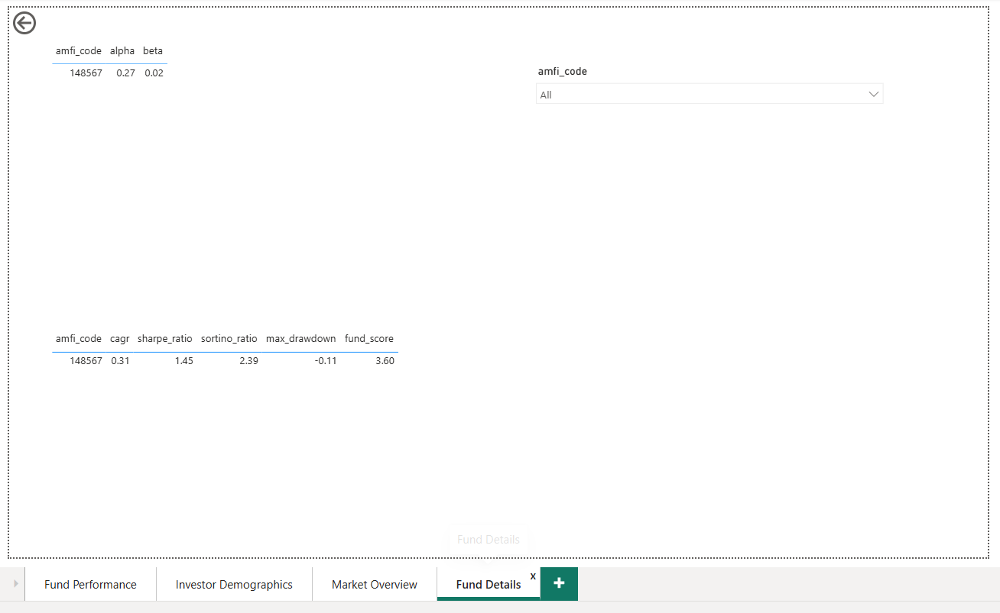 amfi_code alpha beta
148567 0.27 0.02
amfi_code
All
amfi_code cagr sharpe_ratio sortino_ratio max_drawdown fund_score
148567 0.31 1.45 2.39 -0.11 3.60
Fund Details
Fund Performance Investor Demographics Market Overview Fund Details x +